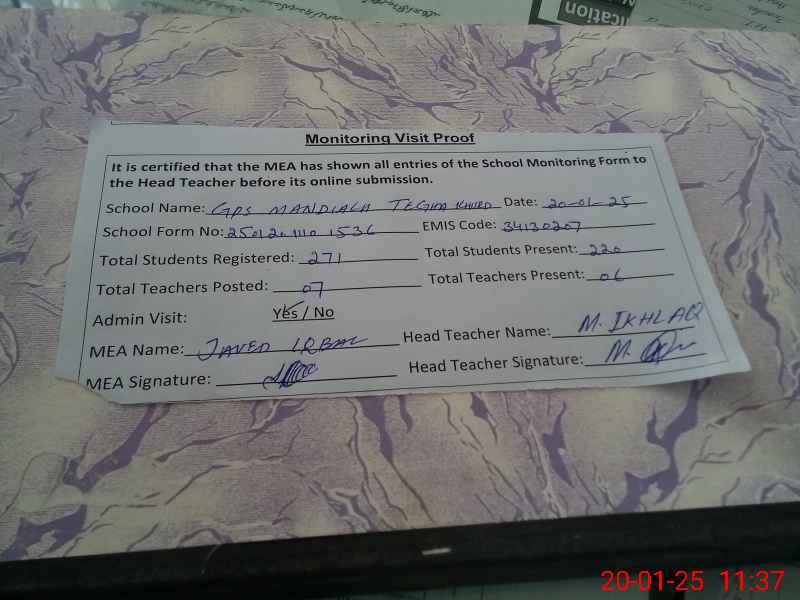 ication
Monitoring Visit Proof
It is certified that the MEA has shown all entries of the School Monitoring Form to
the Head Teacher before its online submission.
School Name: GPS MANDIALA TEGHA KHURD Date: 20-01-25
School Form No: 25012011101536 EMIS Code: 34130207
Total Students Registered: 271 Total Students Present: 220
Total Teachers Posted: 07 Total Teachers Present: 06
Admin Visit: Yes / No
MEA Name: JAVED IQBAL Head Teacher Name: M. IKHLAQ
MEA Signature: Head Teacher Signature: M.
20-01-25 11:37